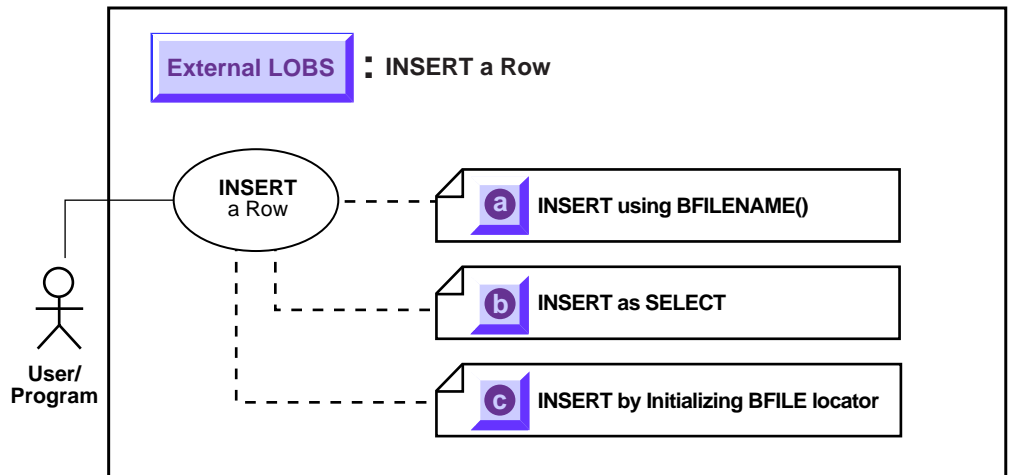 External LOBS : INSERT a Row
INSERT
a Row
a INSERT using BFILENAME()
b INSERT as SELECT
c INSERT by Initializing BFILE locator
User/
Program